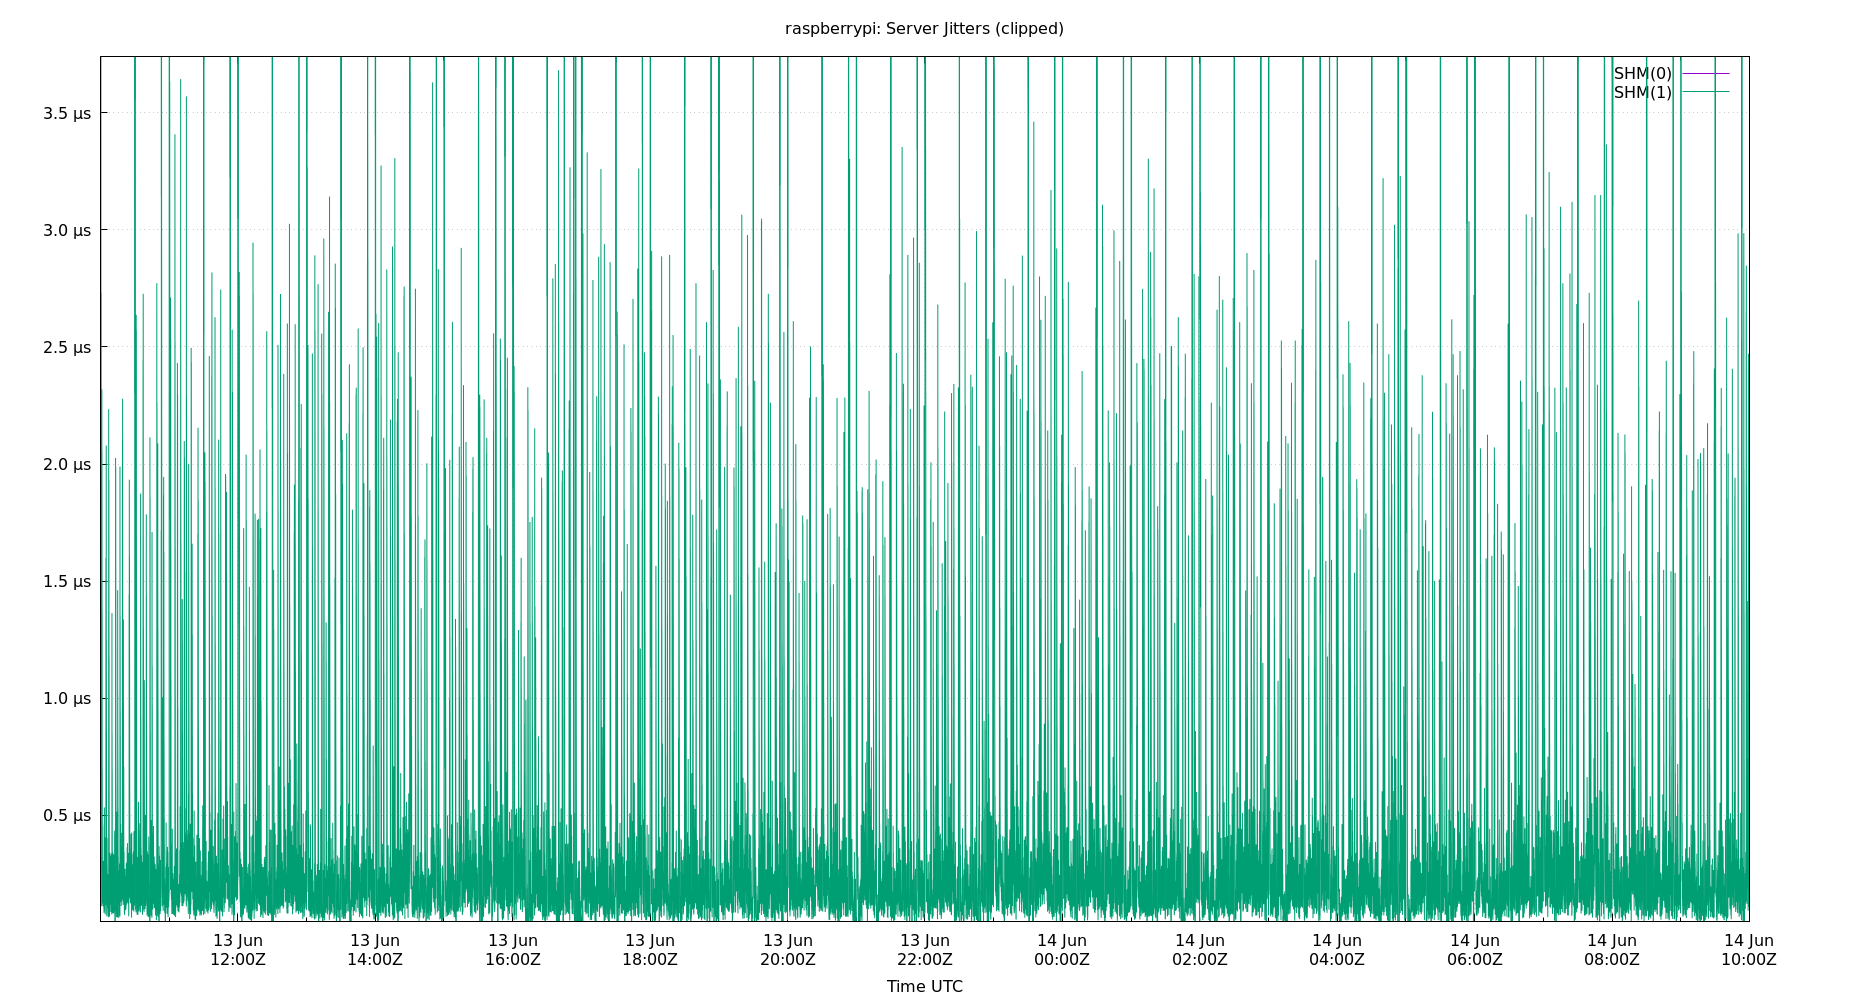 raspberrypi: Server Jitters (clipped)
SHM(0)
SHM(1)
3.5 µs
3.0 µs
2.5 µs
2.0 µs
1.5 µs
1.0 µs
0.5 µs
13 Jun 13 Jun 13 Jun 13 Jun 13 Jun 13 Jun 14 Jun 14 Jun 14 Jun 14 Jun 14 Jun 14 Jun
12:00Z 14:00Z 16:00Z 18:00Z 20:00Z 22:00Z 00:00Z 02:00Z 04:00Z 06:00Z 08:00Z 10:00Z
Time UTC